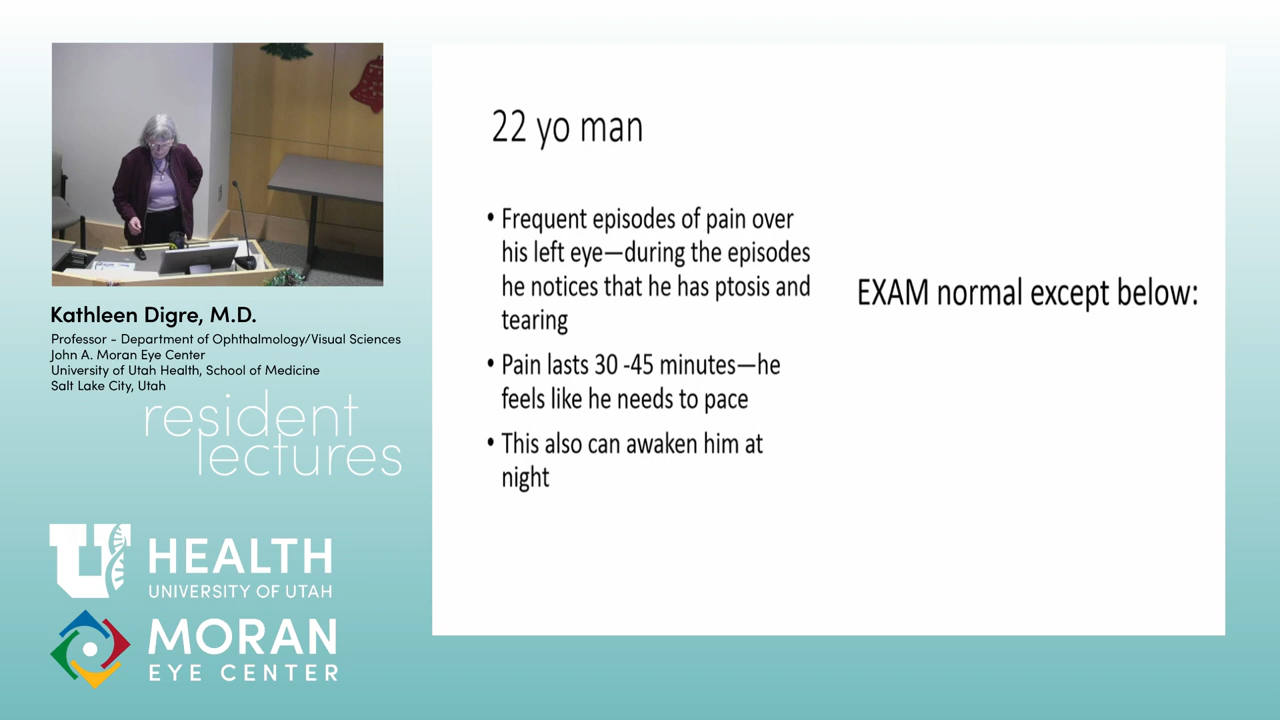 Kathleen Digre, M.D.
Professor - Department of Ophthalmology/Visual Sciences
John A. Moran Eye Center
University of Utah Health, School of Medicine
Salt Lake City, Utah
resident
lectures
U HEALTH
UNIVERSITY OF UTAH
MORAN
EYE CENTER
22 yo man
• Frequent episodes of pain over
his left eye—during the episodes
he notices that he has ptosis and
tearing
• Pain lasts 30 -45 minutes—he
feels like he needs to pace
• This also can awaken him at
night
EXAM normal except below: